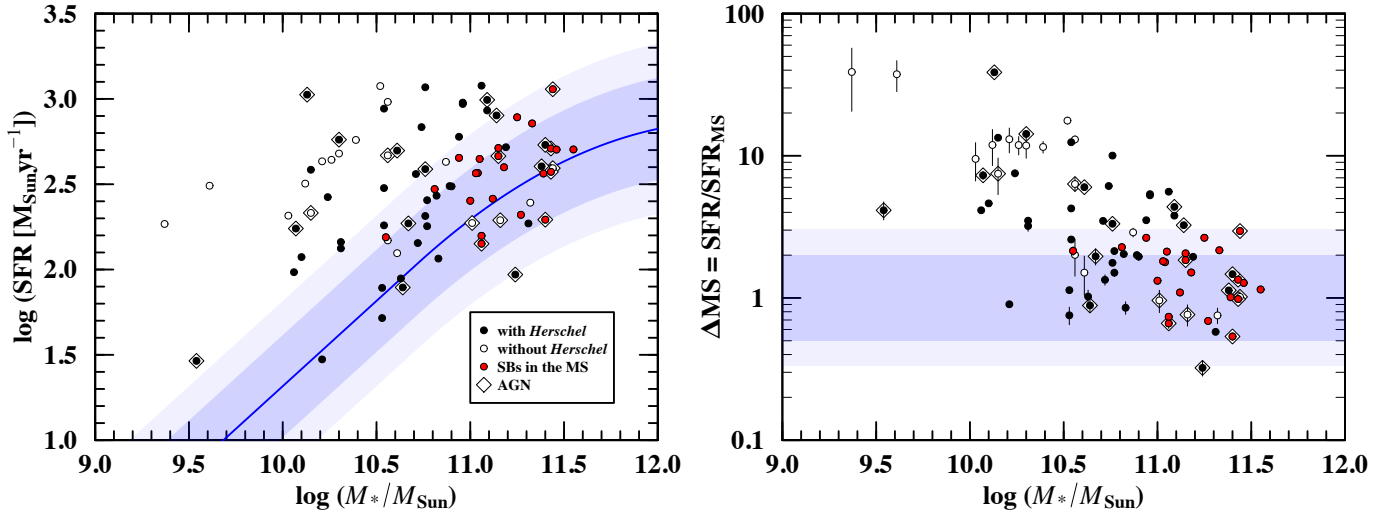 log (SFR [M_Sun yr⁻¹])
3.0
2.5
2.0
1.5
1.0
9.0 9.5 10.0 10.5 11.0 11.5 12.0
log (M*/M_Sun)
with Herschel
without Herschel
SBs in the MS
AGN
ΔMS = SFR/SFR_MS
100
10
1
0.1
9.0 9.5 10.0 10.5 11.0 11.5 12.0
log (M*/M_Sun)